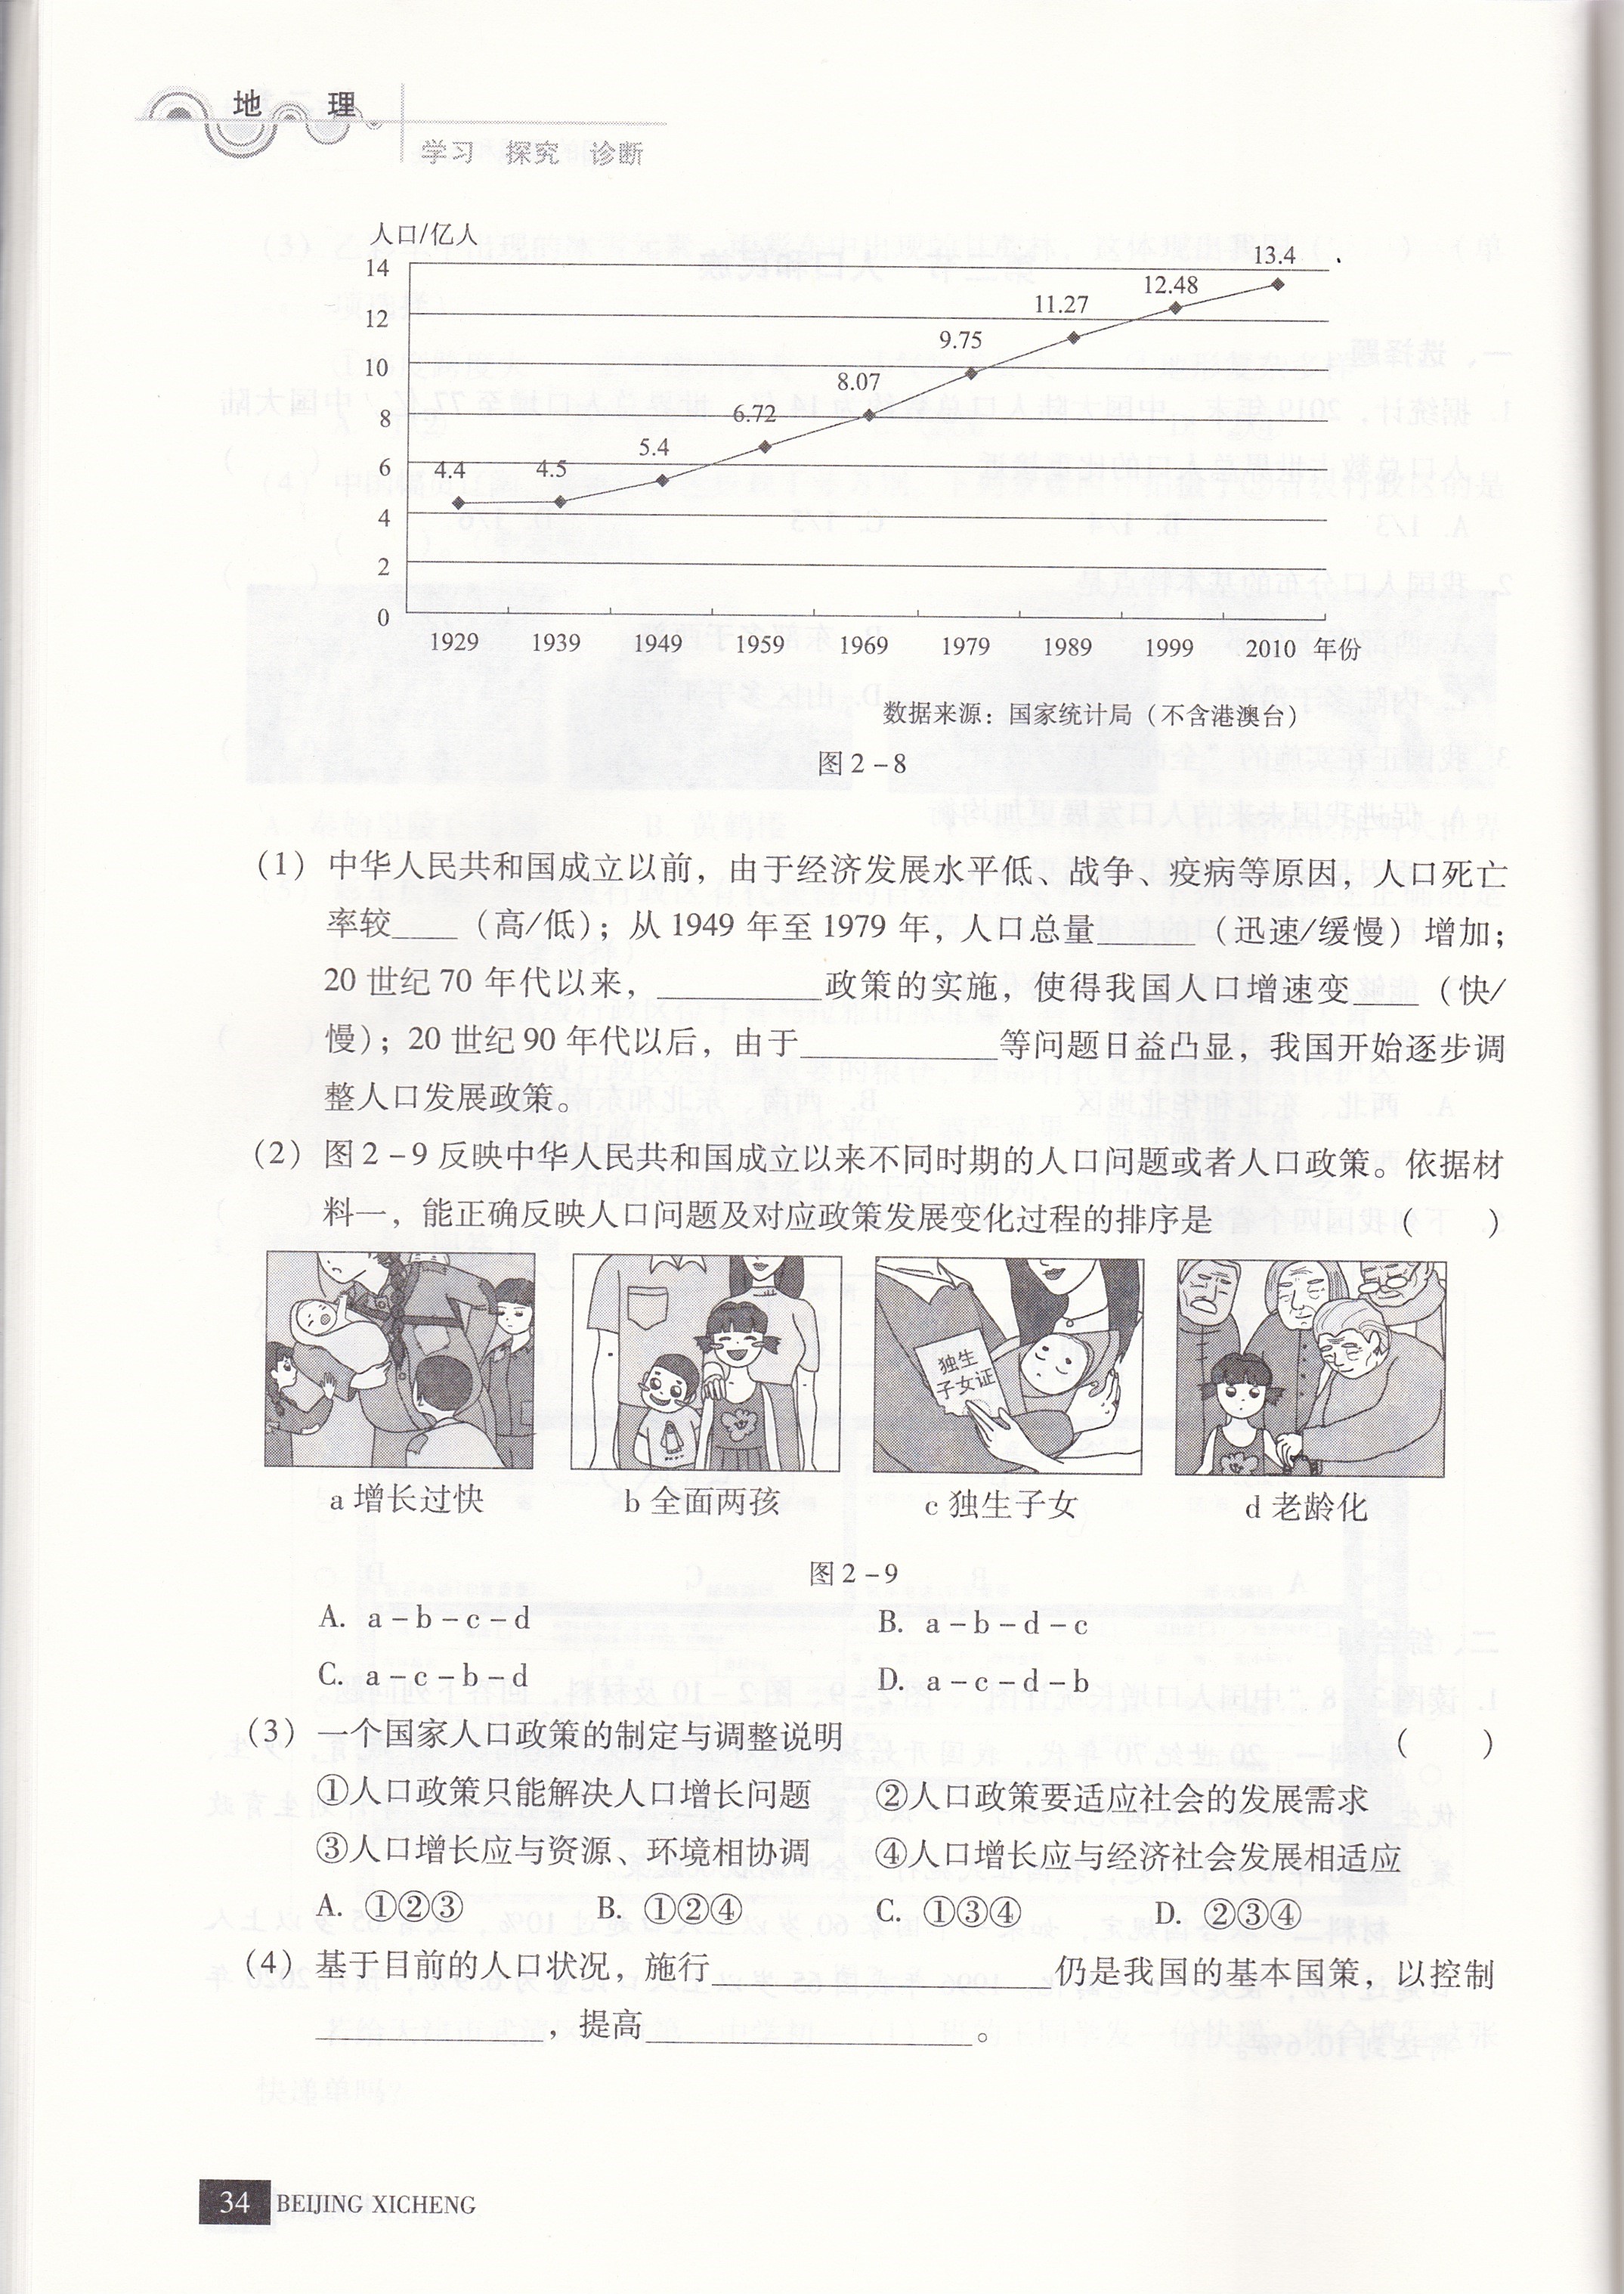 地 理
学习 探究 诊断
人口/亿人
14
12
10
8
6
4
2
0
4.4
4.5
5.4
6.72
8.07
9.75
11.27
12.48
13.4
1929 1939 1949 1959 1969 1979 1989 1999 2010 年份
数据来源：国家统计局（不含港澳台）
图 2－8
（1）中华人民共和国成立以前，由于经济发展水平低、战争、疫病等原因，人口死亡
率较____（高/低）；从 1949 年至 1979 年，人口总量______（迅速/缓慢）增加；
20 世纪 70 年代以来，__________政策的实施，使得我国人口增速变____（快/
慢）；20 世纪 90 年代以后，由于____________等问题日益凸显，我国开始逐步调
整人口发展政策。
（2）图 2－9 反映中华人民共和国成立以来不同时期的人口问题或者人口政策。依据材
料一，能正确反映人口问题及对应政策发展变化过程的排序是 （ ）
独生
子女证
a 增长过快 b 全面两孩 c 独生子女 d 老龄化
图 2－9
A. a－b－c－d B. a－b－d－c
C. a－c－b－d D. a－c－d－b
（3）一个国家人口政策的制定与调整说明 （ ）
①人口政策只能解决人口增长问题 ②人口政策要适应社会的发展需求
③人口增长应与资源、环境相协调 ④人口增长应与经济社会发展相适应
A. ①②③ B. ①②④ C. ①③④ D. ②③④
（4）基于目前的人口状况，施行____________________仍是我国的基本国策，以控制
______________，提高____________________。
34 BEIJING XICHENG